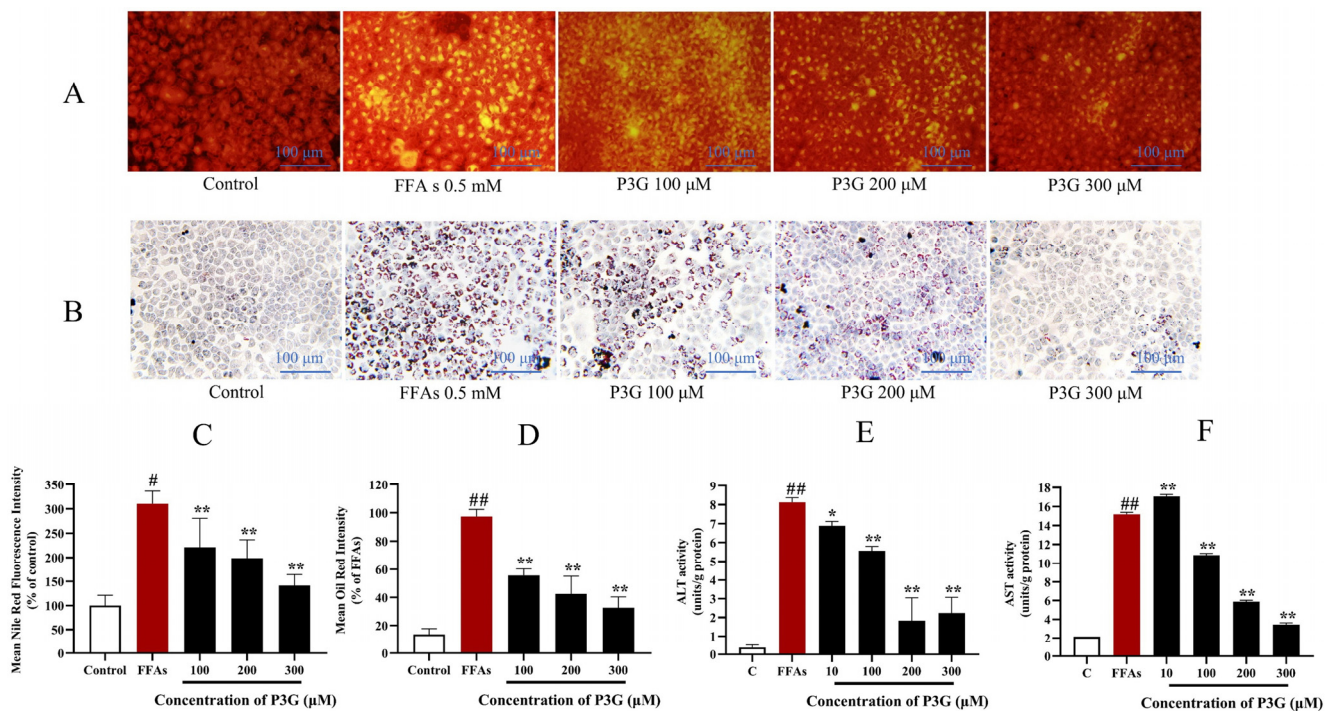 A
100 μm
100 μm
100 μm
100 μm
100 μm
Control
FFA s 0.5 mM
P3G 100 μM
P3G 200 μM
P3G 300 μM
B
100 μm
100 μm
100 μm
100 μm
100 μm
Control
FFAs 0.5 mM
P3G 100 μM
P3G 200 μM
P3G 300 μM
C
Mean Nile Red Fluorescence Intensity
(% of control)
350
300
250
200
150
100
50
0
#
**
**
**
Control
FFAs
100
200
300
Concentration of P3G (μM)
D
Mean Oil Red Intensity
(% of FFAs)
120
100
80
60
40
20
0
##
**
**
**
Control
FFAs
100
200
300
Concentration of P3G (μM)
E
ALT activity
(units/g protein)
9
8
7
6
5
4
3
2
1
0
##
*
**
**
**
C
FFAs
10
100
200
300
Concentration of P3G (μM)
F
AST activity
(units/g protein)
18
16
14
12
10
8
6
4
2
0
##
**
**
**
**
C
FFAs
10
100
200
300
Concentration of P3G (μM)